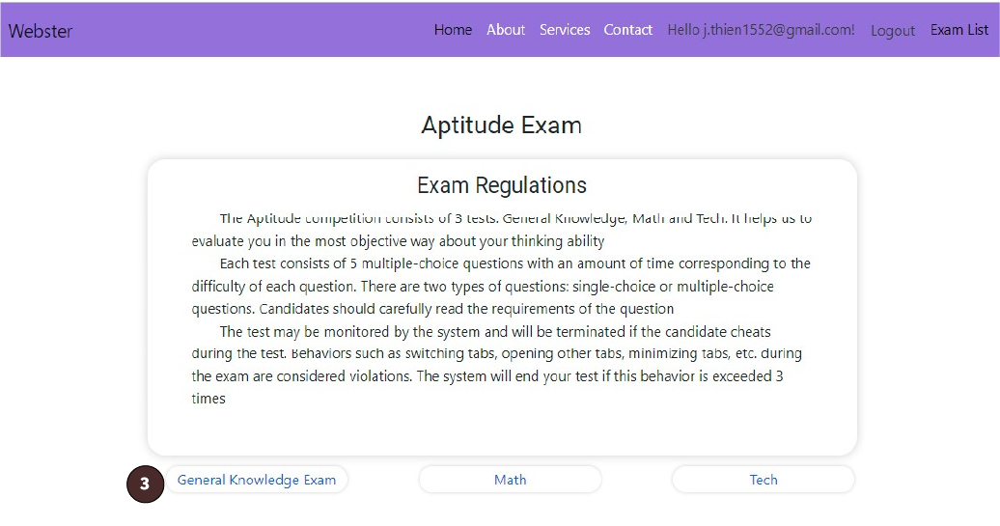 Webster
Home About Services Contact Hello j.thien1552@gmail.com! Logout Exam List
Aptitude Exam
Exam Regulations
The Aptitude competition consists of 3 tests. General Knowledge, Math and Tech. It helps us to
evaluate you in the most objective way about your thinking ability
Each test consists of 5 multiple-choice questions with an amount of time corresponding to the
difficulty of each question. There are two types of questions: single-choice or multiple-choice
questions. Candidates should carefully read the requirements of the question
The test may be monitored by the system and will be terminated if the candidate cheats
during the test. Behaviors such as switching tabs, opening other tabs, minimizing tabs, etc. during
the exam are considered violations. The system will end your test if this behavior is exceeded 3
times
3 General Knowledge Exam Math Tech